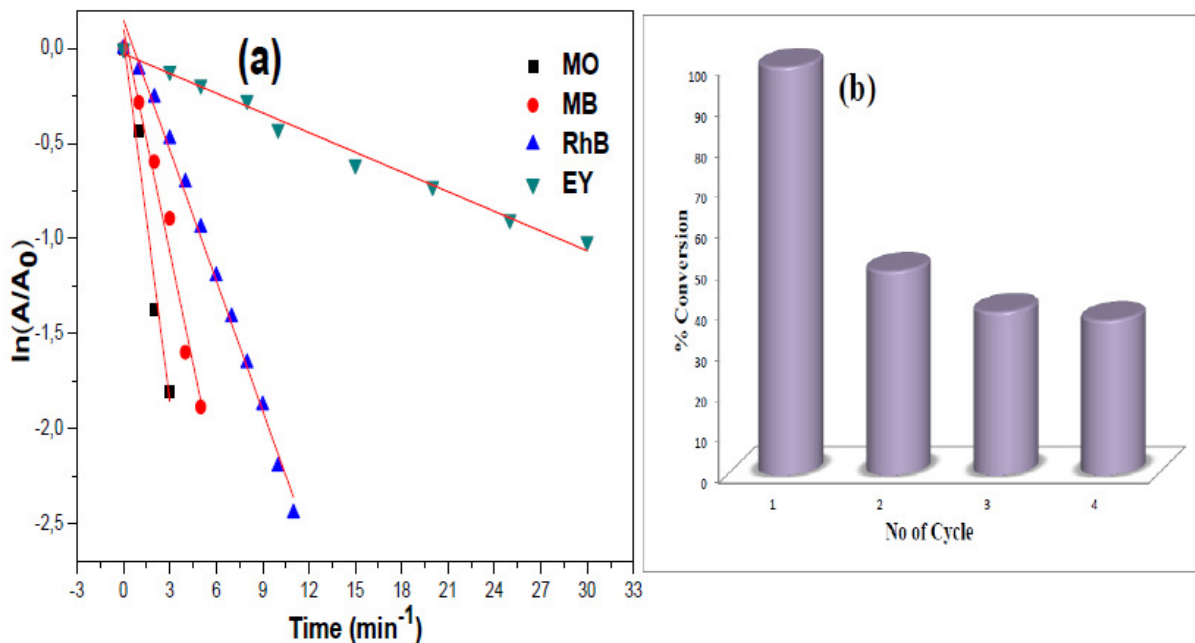 (a)
MO
MB
RhB
EY
0,0
-0,5
-1,0
-1,5
-2,0
-2,5
ln(A/A0)
-3 0 3 6 9 12 15 18 21 24 27 30 33
Time (min-1)
(b)
100
90
80
70
60
50
40
30
20
10
0
% Conversion
1 2 3 4
No of Cycle